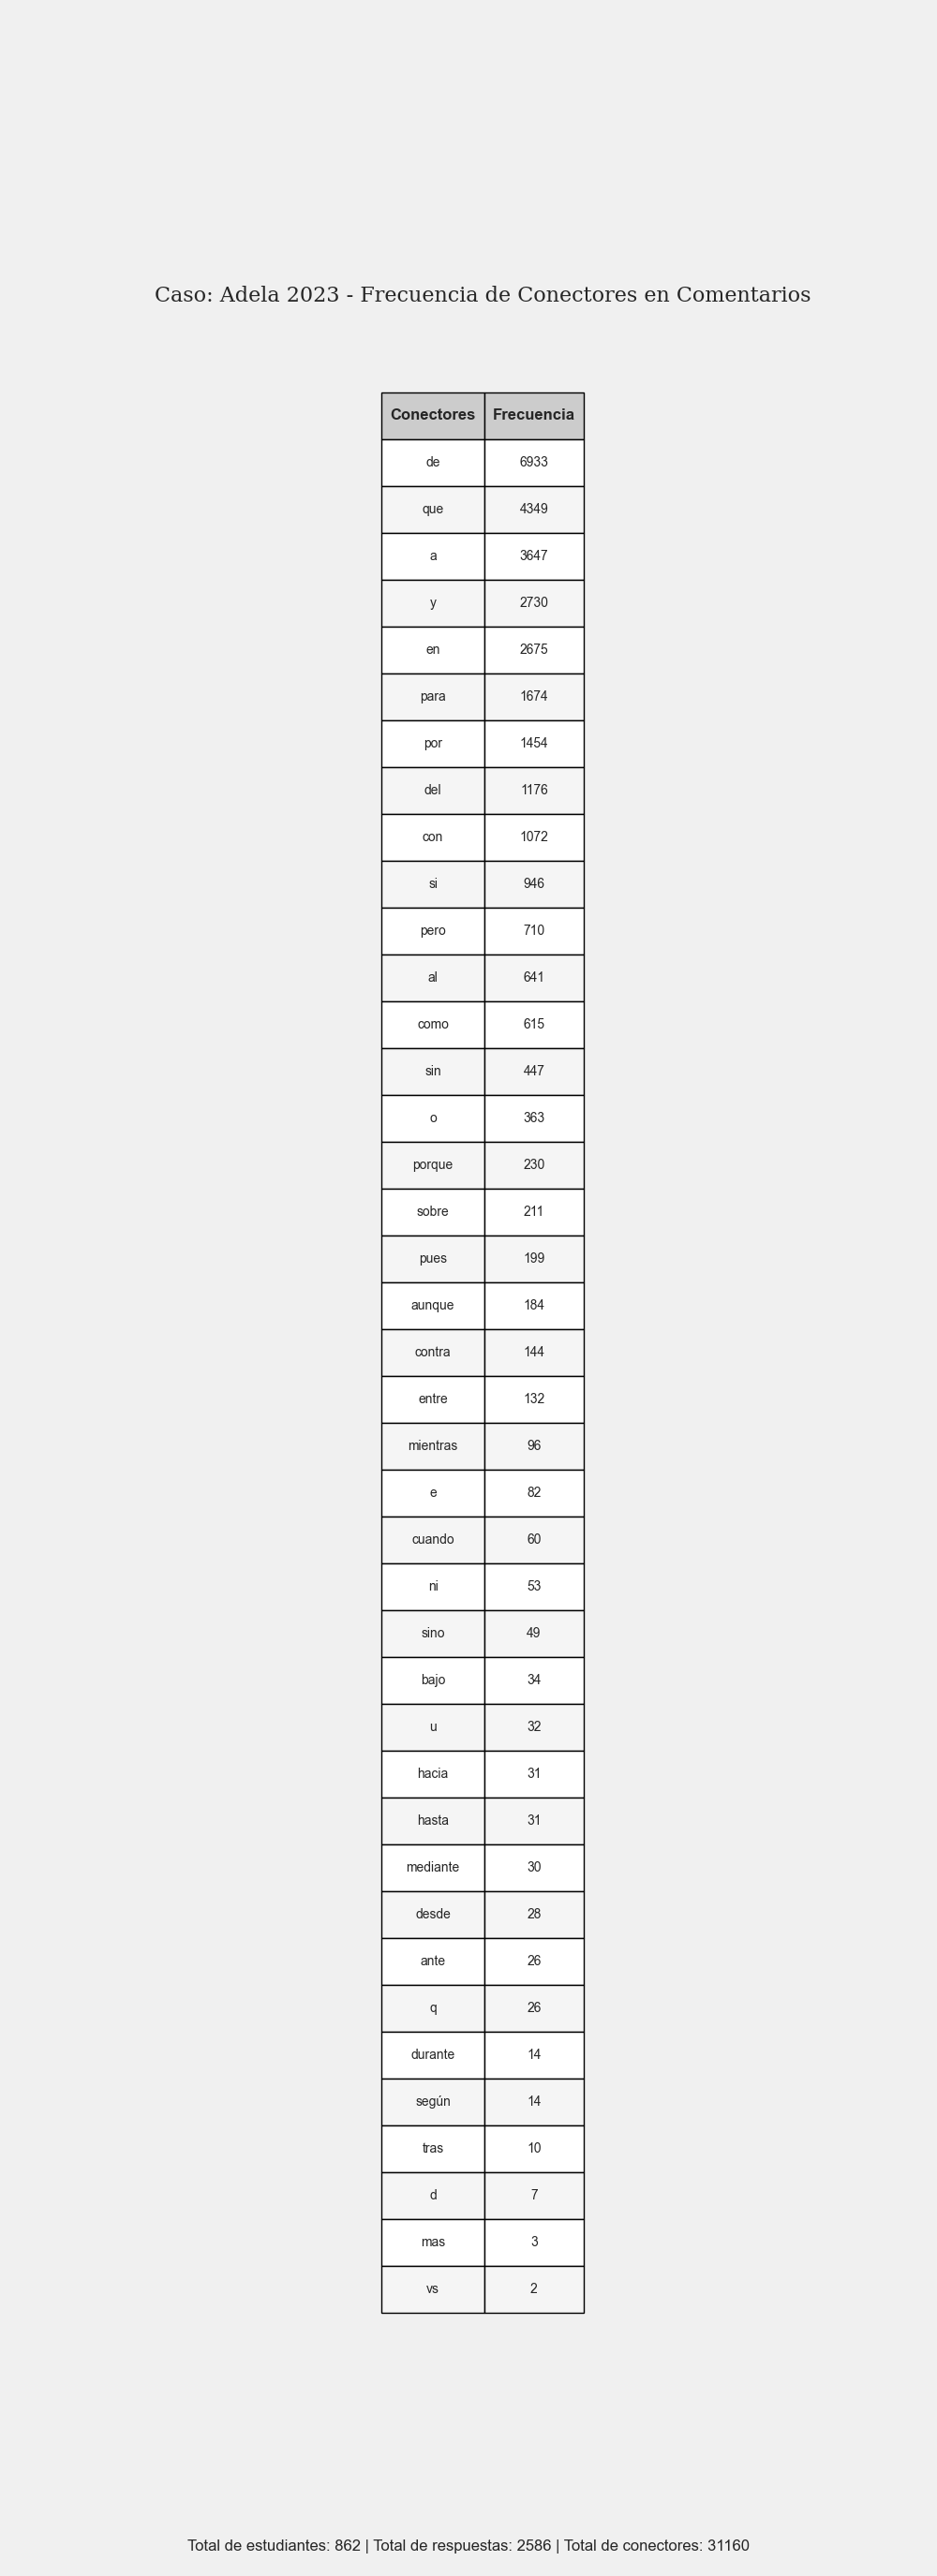 Caso: Adela 2023 - Frecuencia de Conectores en Comentarios
Conectores Frecuencia
de 6933
que 4349
a 3647
y 2730
en 2675
para 1674
por 1454
del 1176
con 1072
si 946
pero 710
al 641
como 615
sin 447
o 363
porque 230
sobre 211
pues 199
aunque 184
contra 144
entre 132
mientras 96
e 82
cuando 60
ni 53
sino 49
bajo 34
u 32
hacia 31
hasta 31
mediante 30
desde 28
ante 26
q 26
durante 14
según 14
tras 10
d 7
mas 3
vs 2
Total de estudiantes: 862 | Total de respuestas: 2586 | Total de conectores: 31160